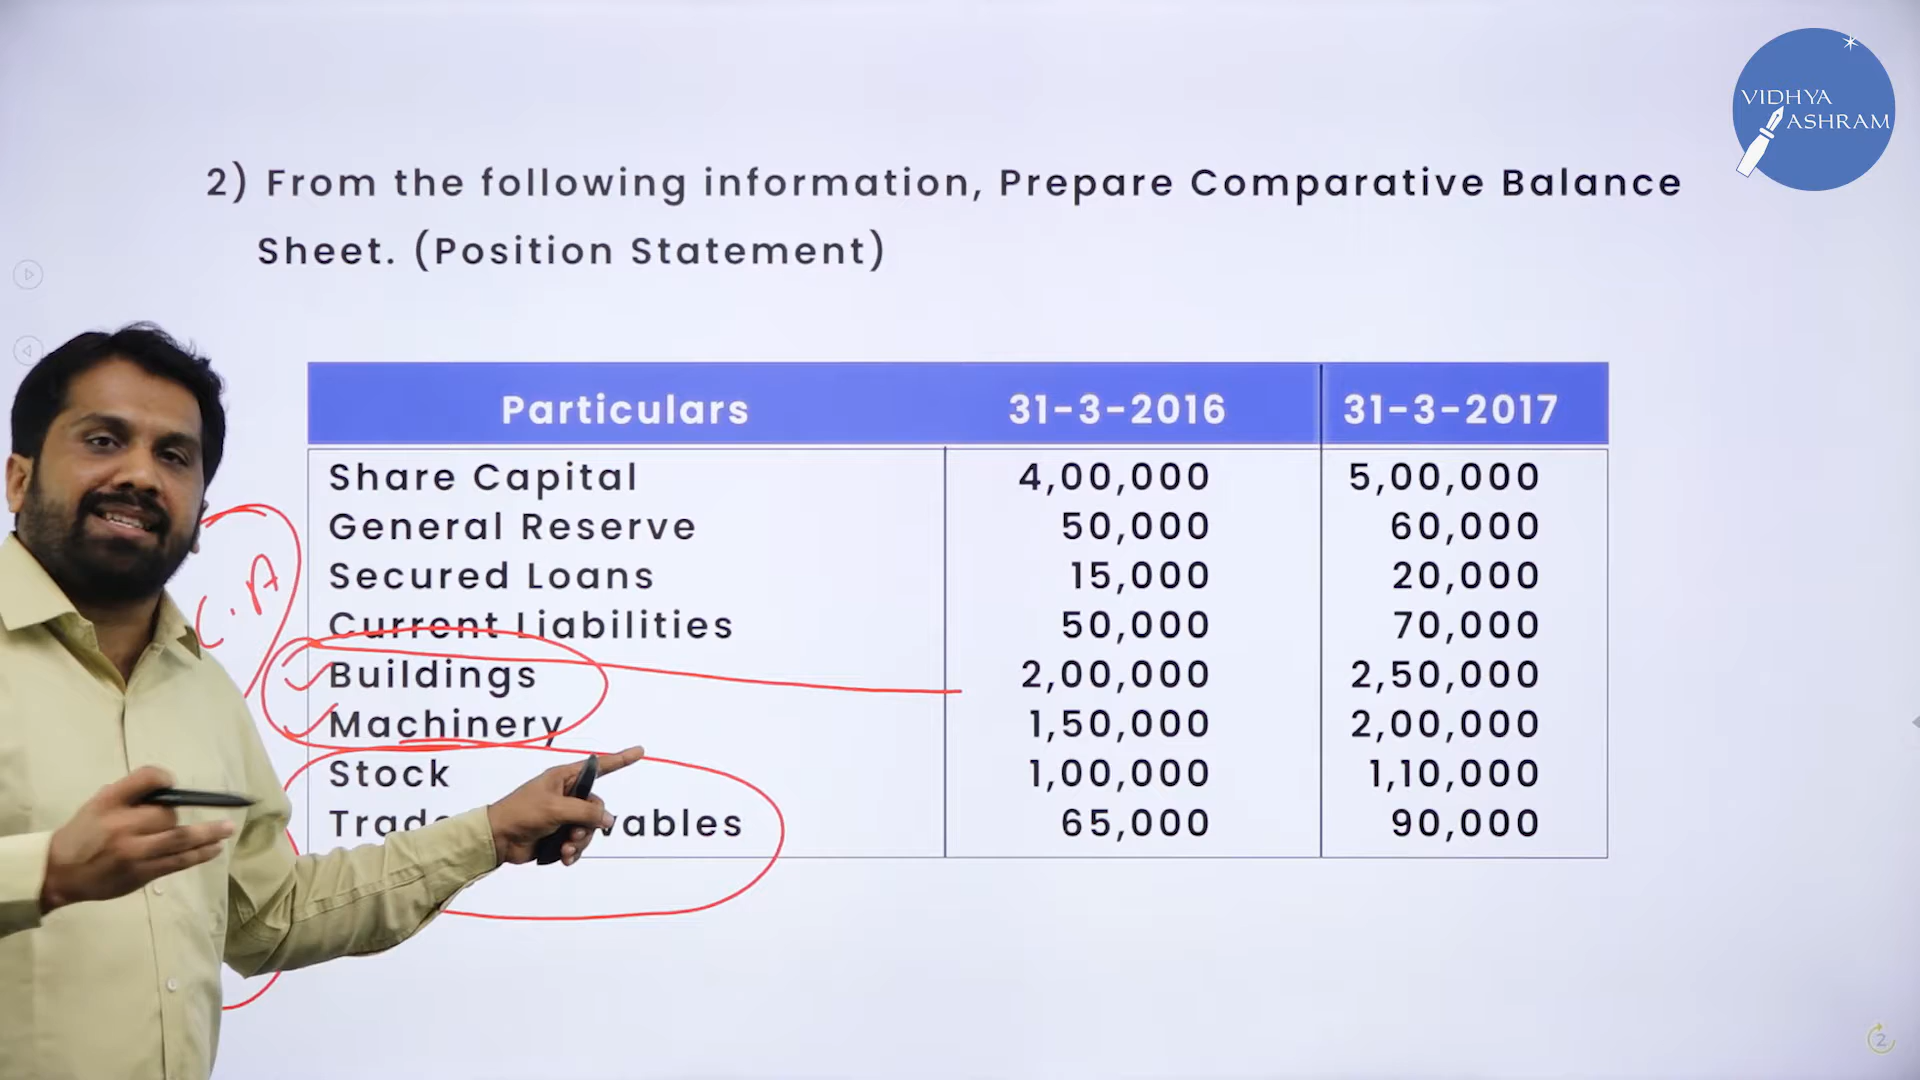 VIDHYA
ASHRAM
2) From the following information, Prepare Comparative Balance
Sheet. (Position Statement)
Particulars 31-3-2016 31-3-2017
Share Capital 4,00,000 5,00,000
General Reserve 50,000 60,000
Secured Loans 15,000 20,000
Current Liabilities 50,000 70,000
Buildings 2,00,000 2,50,000
Machinery 1,50,000 2,00,000
Stock 1,00,000 1,10,000
65,000 90,000
C.A
2